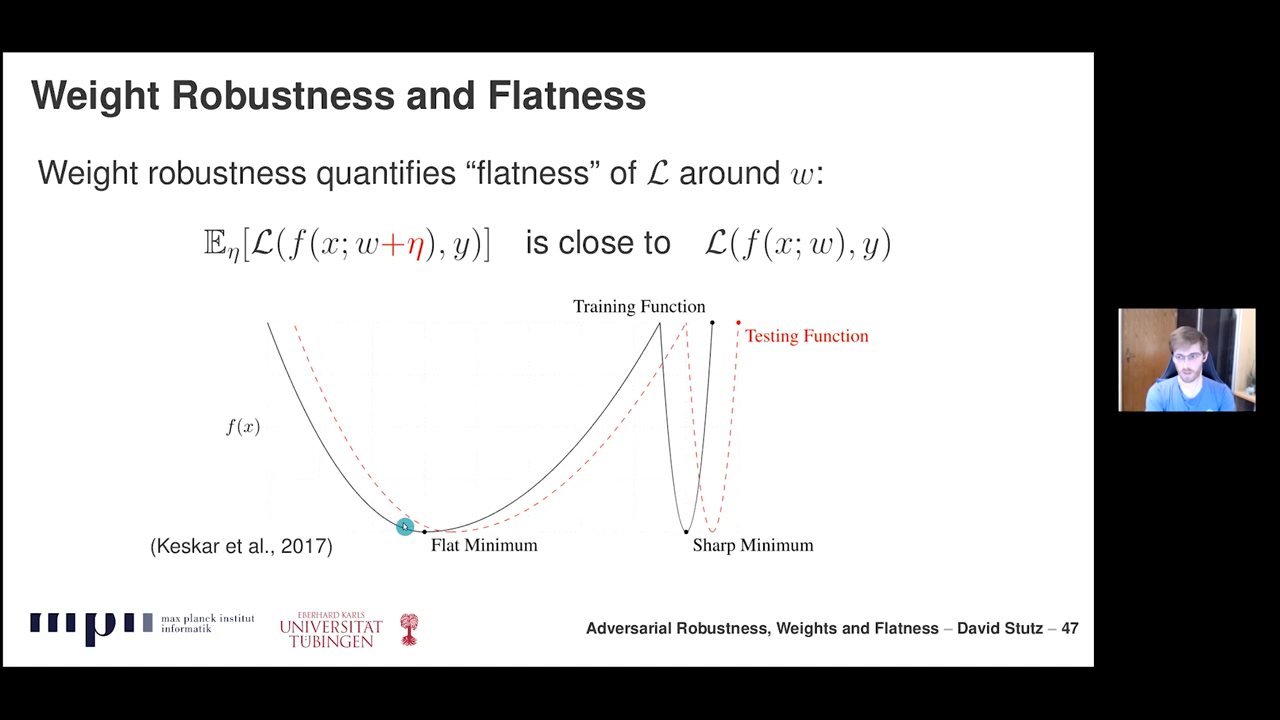 Weight Robustness and Flatness
Weight robustness quantifies “flatness” of ℒ around w:
𝔼η[ℒ(f(x; w+η), y)] is close to ℒ(f(x; w), y)
Training Function
Testing Function
f(x)
Flat Minimum
Sharp Minimum
(Keskar et al., 2017)
max planck institut
informatik
EBERHARD KARLS
UNIVERSITÄT
TÜBINGEN
Adversarial Robustness, Weights and Flatness – David Stutz – 47